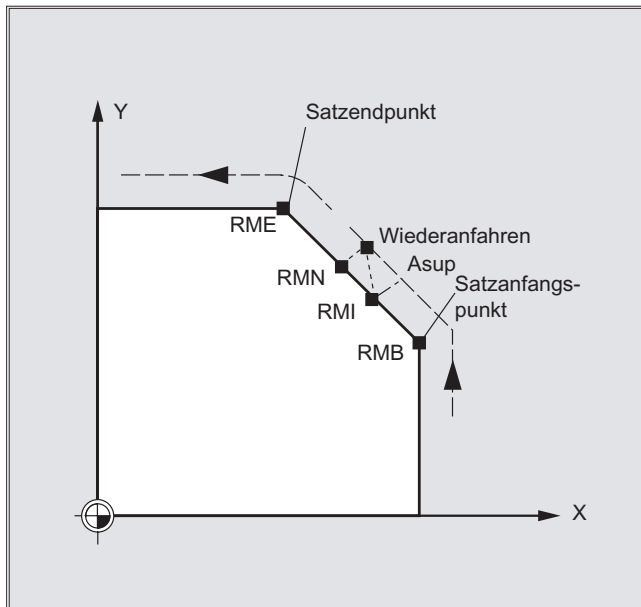 Y
Satzendpunkt
RME
Wiederanfahren
RMN
Asup
Satzanfangs-
punkt
RMI
RMB
X